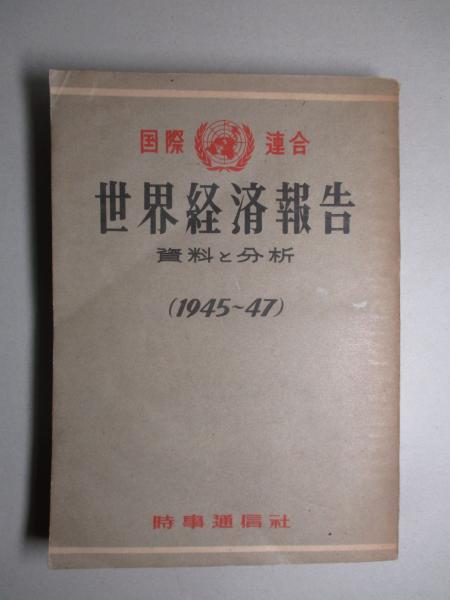 国際 連合
世界経済報告
資料と分析
(1945~47)
時事通信社